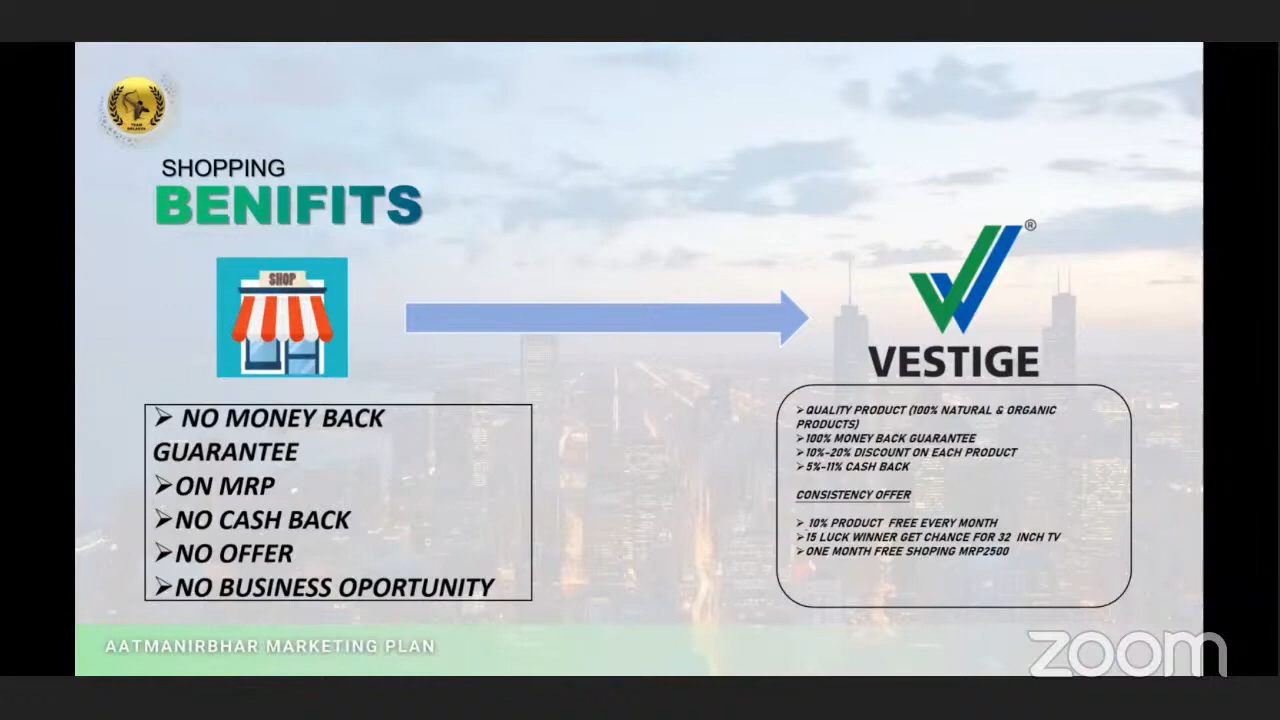 TEAM
EKLAVYA
SHOPPING
BENIFITS
SHOP
®
VESTIGE
➢ NO MONEY BACK
GUARANTEE
➢ON MRP
➢NO CASH BACK
➢NO OFFER
➢NO BUSINESS OPORTUNITY
➢QUALITY PRODUCT (100% NATURAL & ORGANIC
PRODUCTS)
➢100% MONEY BACK GUARANTEE
➢10%-20% DISCOUNT ON EACH PRODUCT
➢5%-11% CASH BACK
CONSISTENCY OFFER
➢ 10% PRODUCT FREE EVERY MONTH
➢15 LUCK WINNER GET CHANCE FOR 32 INCH TV
➢ONE MONTH FREE SHOPING MRP2500
AATMANIRBHAR MARKETING PLAN
zoom